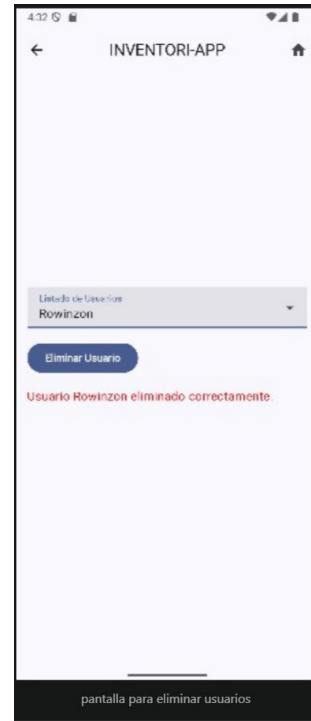 4:32
INVENTORI-APP
Listado de Usuarios
Rowinzon
Eliminar Usuario
Usuario Rowinzon eliminado correctamente.
pantalla para eliminar usuarios